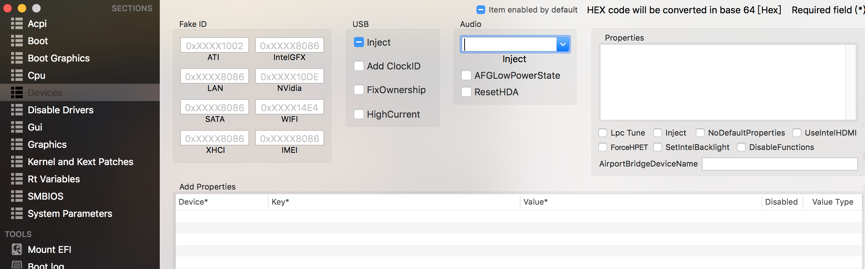 SECTIONS
Acpi
Boot
Boot Graphics
Cpu
Devices
Disable Drivers
Gui
Graphics
Kernel and Kext Patches
Rt Variables
SMBIOS
System Parameters
TOOLS
Mount EFI
Boot log
Item enabled by default HEX code will be converted in base 64 [Hex] Required field (*)
Fake ID
0xXXXX1002 0xXXXX8086
ATI IntelGFX
0xXXXX8086 0xXXXX10DE
LAN NVidia
0xXXXX8086 0xXXXX14E4
SATA WIFI
0xXXXX8086 0xXXXX8086
XHCI IMEI
USB
Inject
Add ClockID
FixOwnership
HighCurrent
Audio
Inject
AFGLowPowerState
ResetHDA
Properties
Lpc Tune Inject NoDefaultProperties UseIntelHDMI
ForceHPET SetIntelBacklight DisableFunctions
AirportBridgeDeviceName
Add Properties
Device* Key* Value* Disabled Value Type